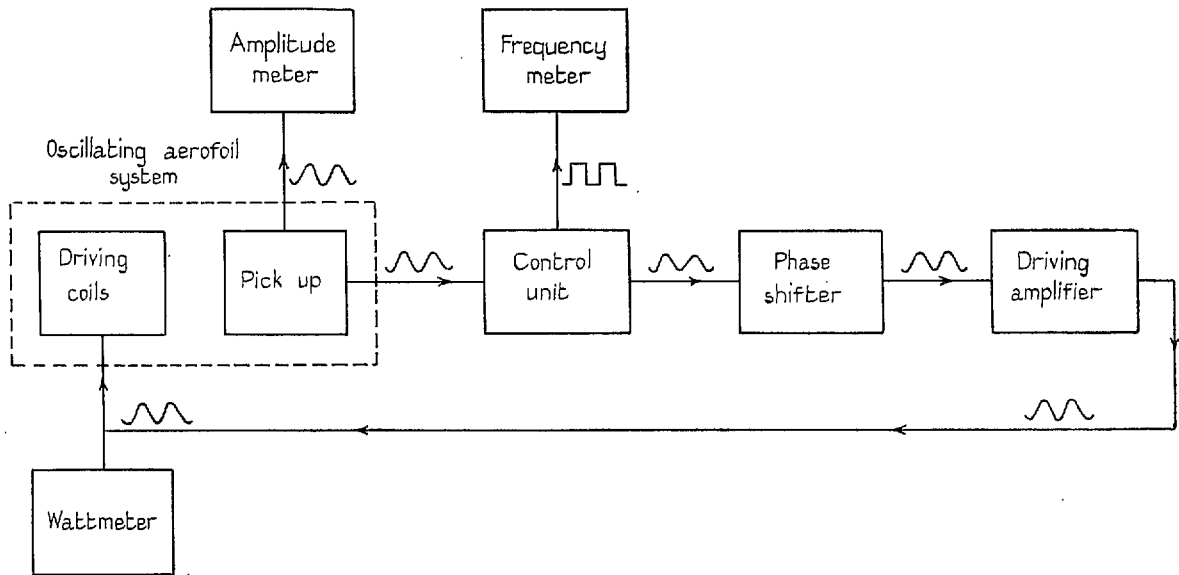 Amplitude
meter
Frequency
meter
Oscillating aerofoil
system
Driving
coils
Pick up
Control
unit
Phase
shifter
Driving
amplifier
Wattmeter